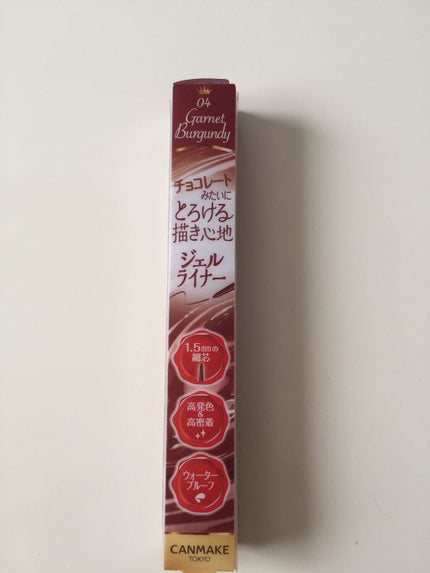 04
Garnet
Burgundy
チョコレート
みたいに
とろける
描き心地
ジェル
ライナー
1.5mmの
細芯
高発色
&
高密着
ウォーター
プルーフ
CANMAKE
TOKYO